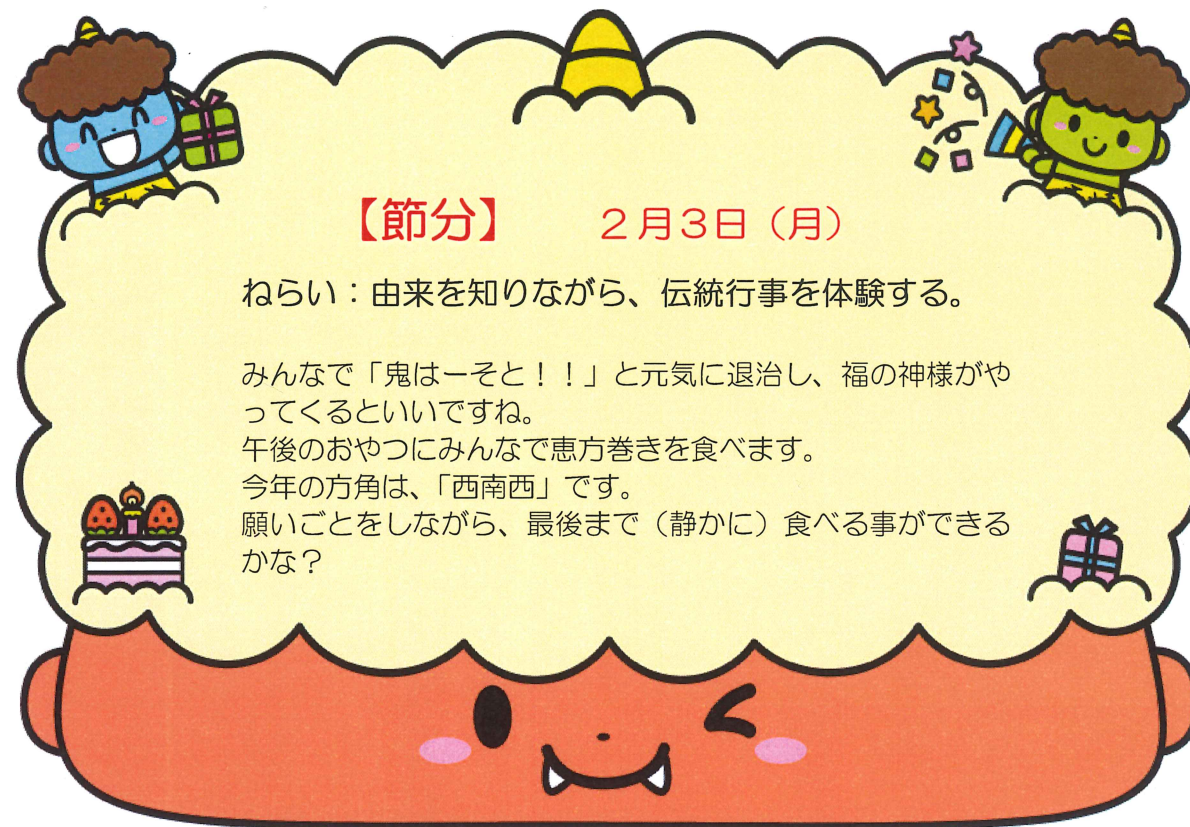 【節分】　　２月３日（月）
ねらい：由来を知りながら、伝統行事を体験する。
みんなで「鬼はーそと！！」と元気に退治し、福の神様がや
ってくるといいですね。
午後のおやつにみんなで恵方巻きを食べます。
今年の方角は、「西南西」です。
願いごとをしながら、最後まで（静かに）食べる事ができる
かな？